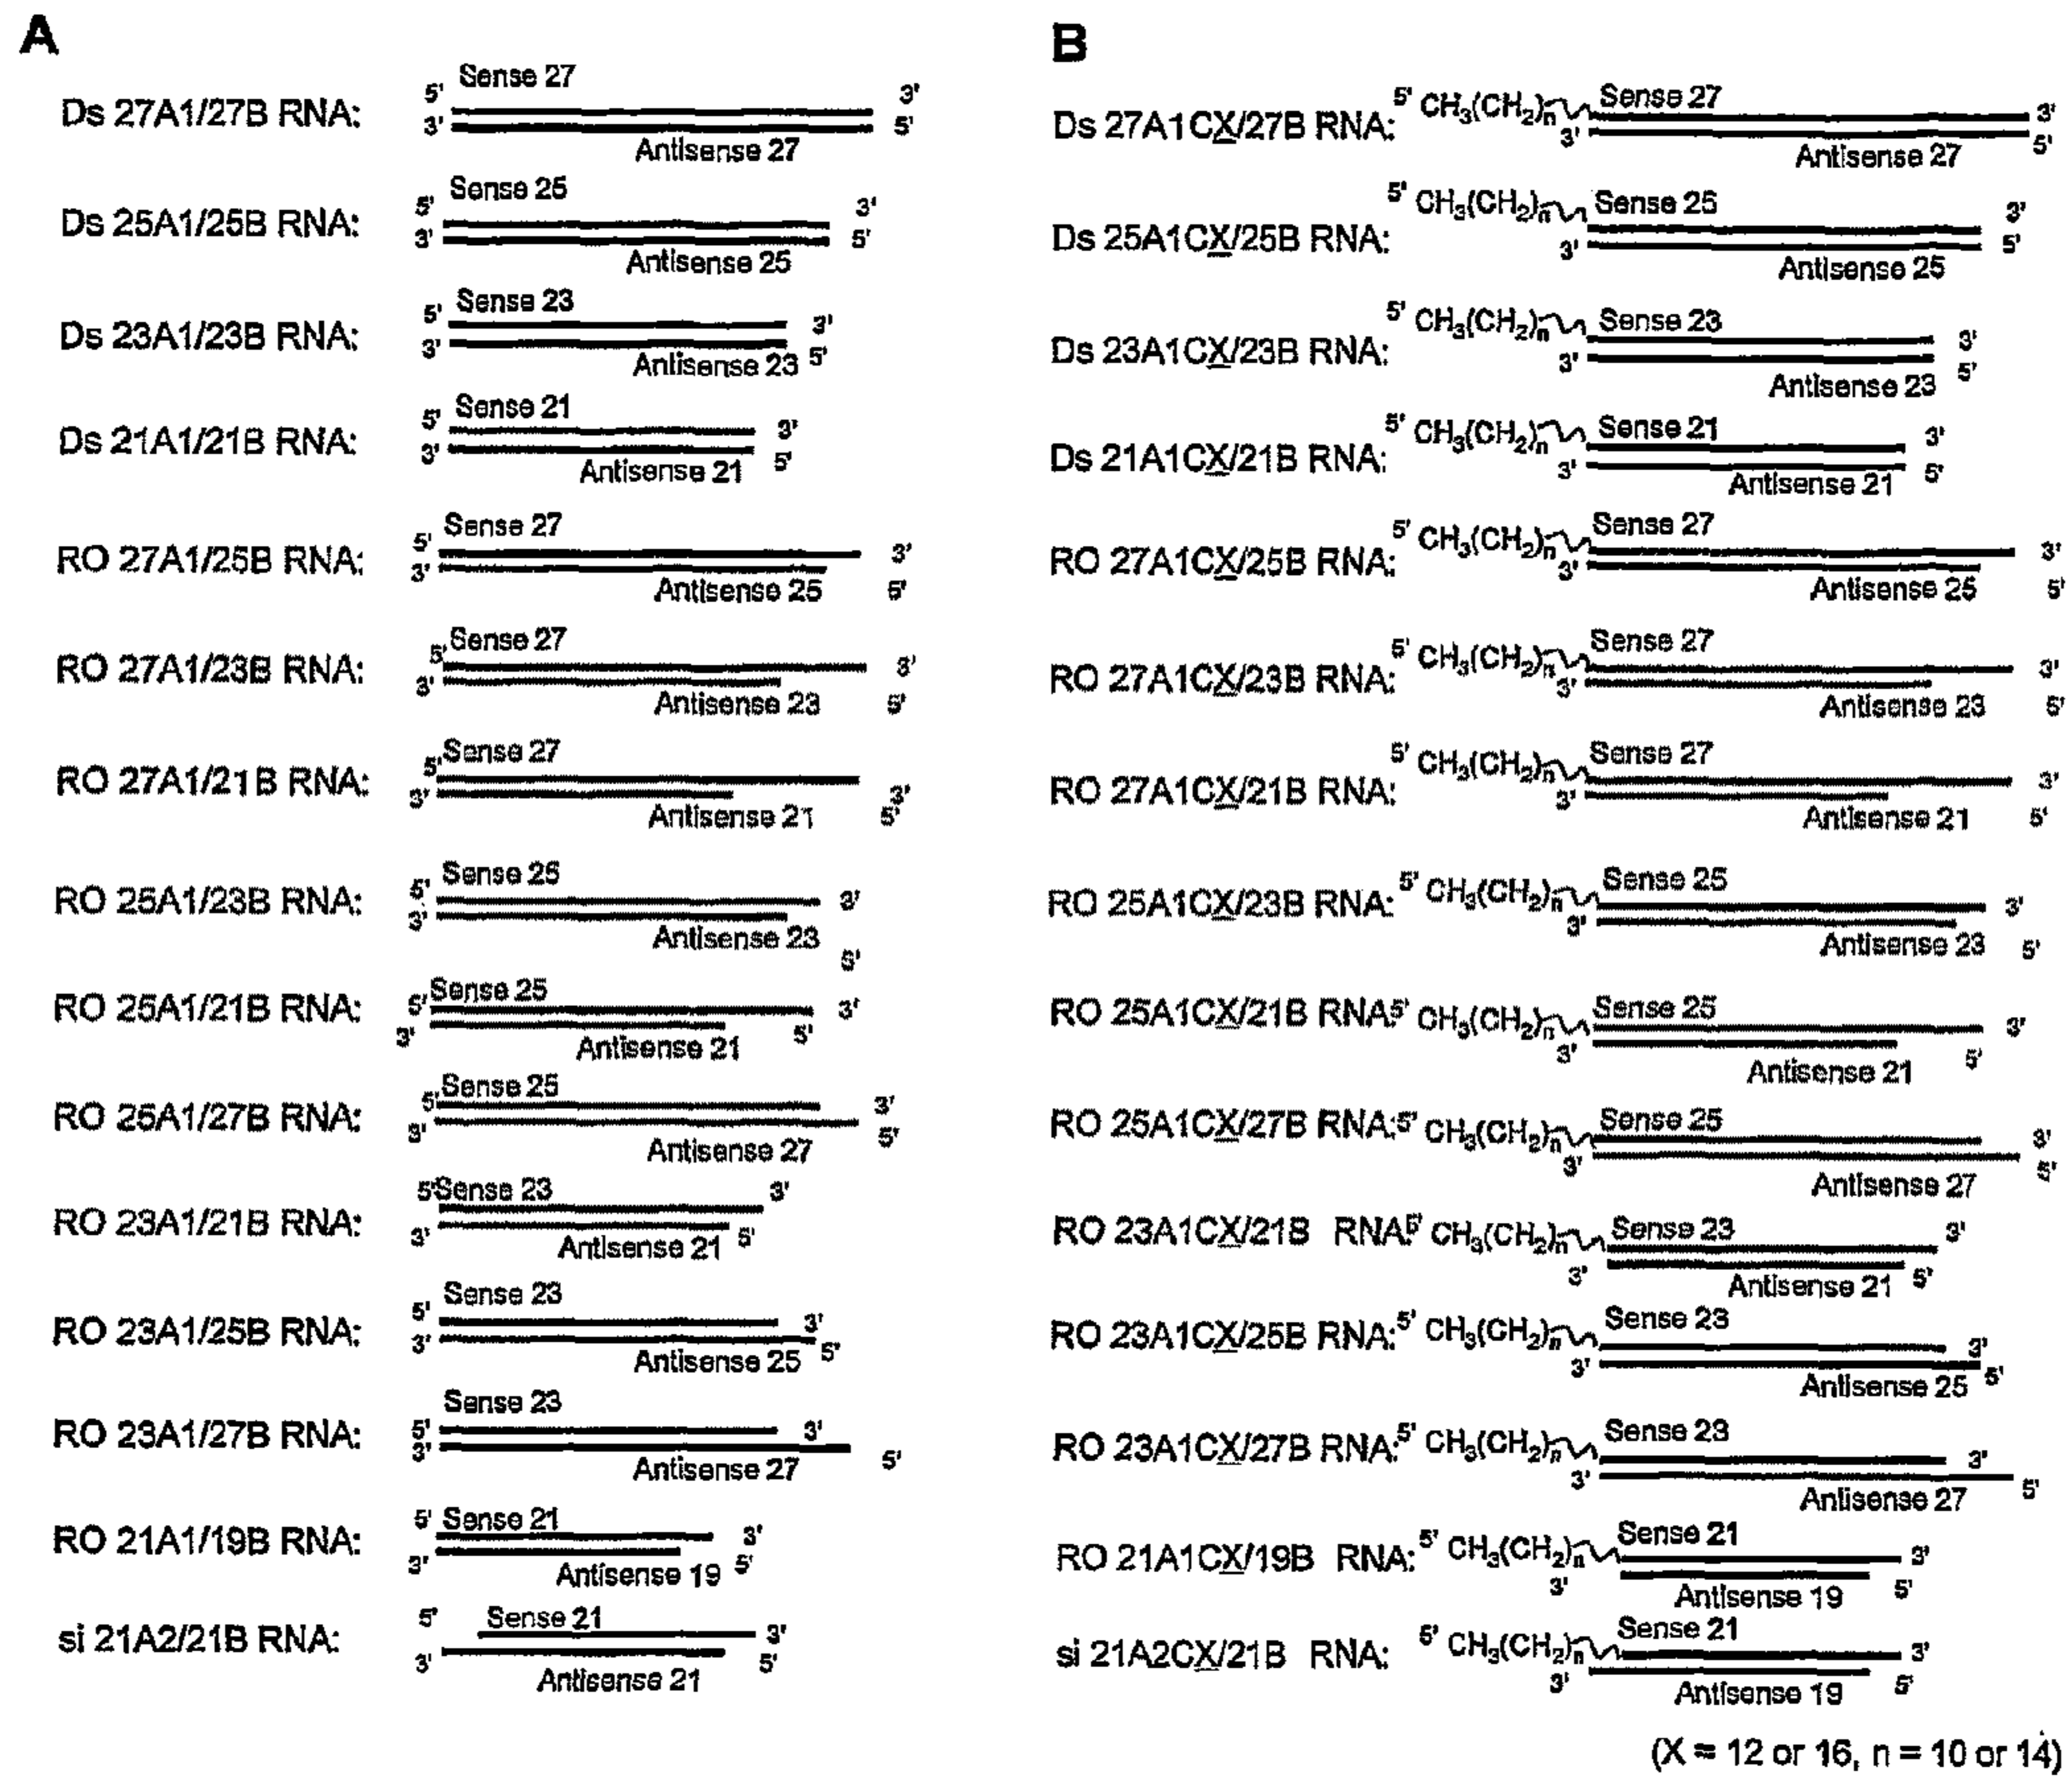 A
Ds 27A1/27B RNA:
5' Sense 27 3'
3' 5'
Antisense 27
Ds 25A1/25B RNA:
5' Sense 25 3'
3' 5'
Antisense 25
Ds 23A1/23B RNA:
5' Sense 23 3'
3' Antisense 23 5'
Ds 21A1/21B RNA:
5' Sense 21 3'
3' Antisense 21 5'
RO 27A1/25B RNA:
5' Sense 27 3'
3' Antisense 25 5'
RO 27A1/23B RNA:
5' Sense 27 3'
3' Antisense 23 5'
RO 27A1/21B RNA:
5' Sense 27 3'
3' Antisense 21 5'
RO 25A1/23B RNA:
5' Sense 25 3'
3' Antisense 23 5'
RO 25A1/21B RNA:
5' Sense 25 3'
3' Antisense 21 5'
RO 25A1/27B RNA:
5' Sense 25 3'
3' Antisense 27 5'
RO 23A1/21B RNA:
5' Sense 23 3'
3' Antisense 21 5'
RO 23A1/25B RNA:
5' Sense 23 3'
3' Antisense 25 5'
RO 23A1/27B RNA:
5' Sense 23 3'
3' Antisense 27 5'
RO 21A1/19B RNA:
5' Sense 21 3'
3' Antisense 19 5'
si 21A2/21B RNA:
5' Sense 21 3'
3' Antisense 21 5'
B
Ds 27A1CX/27B RNA:
5' CH3(CH2)n Sense 27 3'
3' Antisense 27 5'
Ds 25A1CX/25B RNA:
5' CH3(CH2)n Sense 25 3'
3' Antisense 25 5'
Ds 23A1CX/23B RNA:
5' CH3(CH2)n Sense 23 3'
3' Antisense 23 5'
Ds 21A1CX/21B RNA:
5' CH3(CH2)n Sense 21 3'
3' Antisense 21 5'
RO 27A1CX/25B RNA:
5' CH3(CH2)n Sense 27 3'
3' Antisense 25 5'
RO 27A1CX/23B RNA:
5' CH3(CH2)n Sense 27 3'
3' Antisense 23 5'
RO 27A1CX/21B RNA:
5' CH3(CH2)n Sense 27 3'
3' Antisense 21 5'
RO 25A1CX/23B RNA:
5' CH3(CH2)n Sense 25 3'
3' Antisense 23 5'
RO 25A1CX/21B RNA:
5' CH3(CH2)n Sense 25 3'
3' Antisense 21 5'
RO 25A1CX/27B RNA:
5' CH3(CH2)n Sense 25 3'
3' Antisense 27 5'
RO 23A1CX/21B RNA:
5' CH3(CH2)n Sense 23 3'
3' Antisense 21 5'
RO 23A1CX/25B RNA:
5' CH3(CH2)n Sense 23 3'
3' Antisense 25 5'
RO 23A1CX/27B RNA:
5' CH3(CH2)n Sense 23 3'
3' Antisense 27 5'
RO 21A1CX/19B RNA:
5' CH3(CH2)n Sense 21 3'
3' Antisense 19 5'
si 21A2CX/21B RNA:
5' CH3(CH2)n Sense 21 3'
3' Antisense 19 5'
(X = 12 or 16, n = 10 or 14)